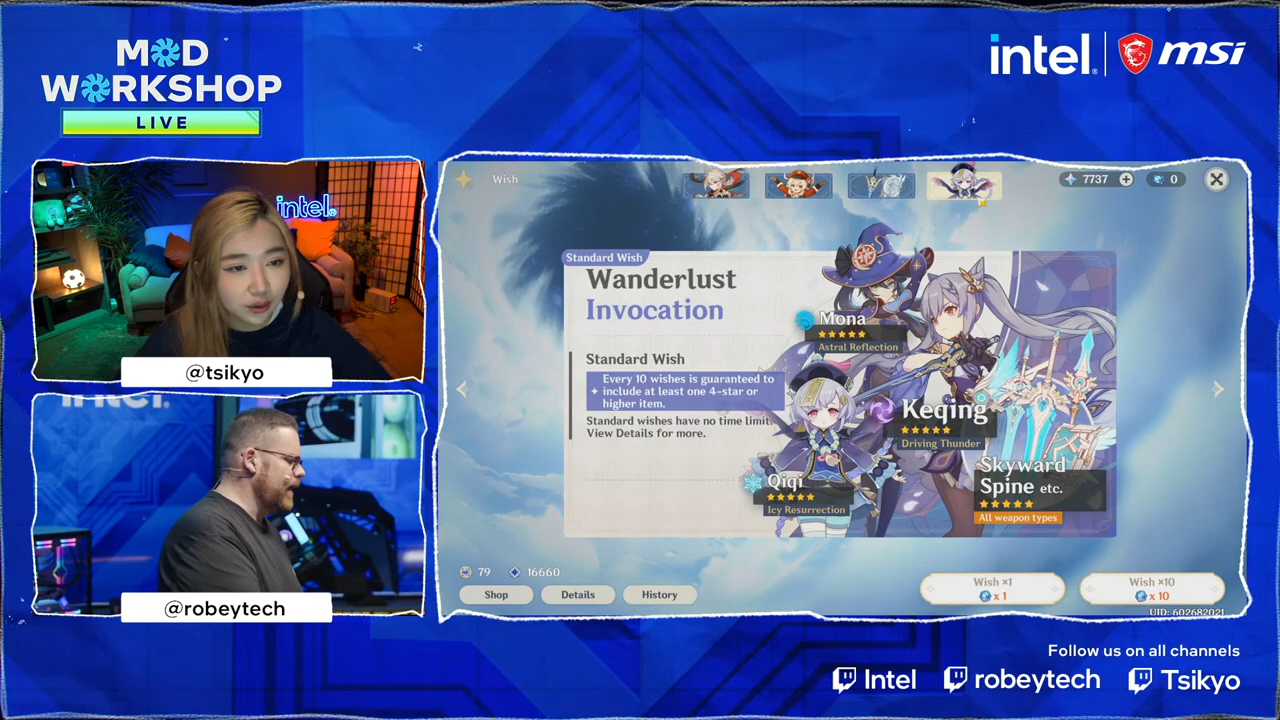 MOD
WORKSHOP
LIVE
intel.
msi
intel.
@tsikyo
intel.
@robeytech
Wish
7737
0
Standard Wish
Wanderlust
Invocation
Standard Wish
Every 10 wishes is guaranteed to
include at least one 4-star or
higher item.
Standard wishes have no time limit.
View Details for more.
Mona
Astral Reflection
Keqing
Driving Thunder
Qiqi
Icy Resurrection
Skyward
Spine etc.
All weapon types
79
16660
Shop
Details
History
Wish ×1
x 1
Wish ×10
x 10
UID: 602682021
Follow us on all channels
Intel
robeytech
Tsikyo